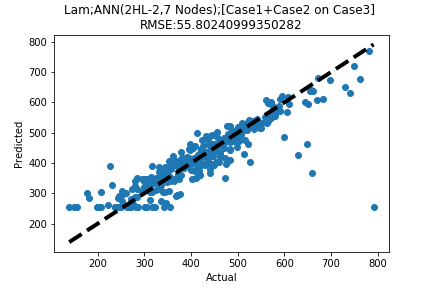 Lam;ANN(2HL-2,7 Nodes);[Case1+Case2 on Case3]
RMSE:55.80240999350282
800
700
600
500
400
300
200
Predicted
200 300 400 500 600 700 800
Actual